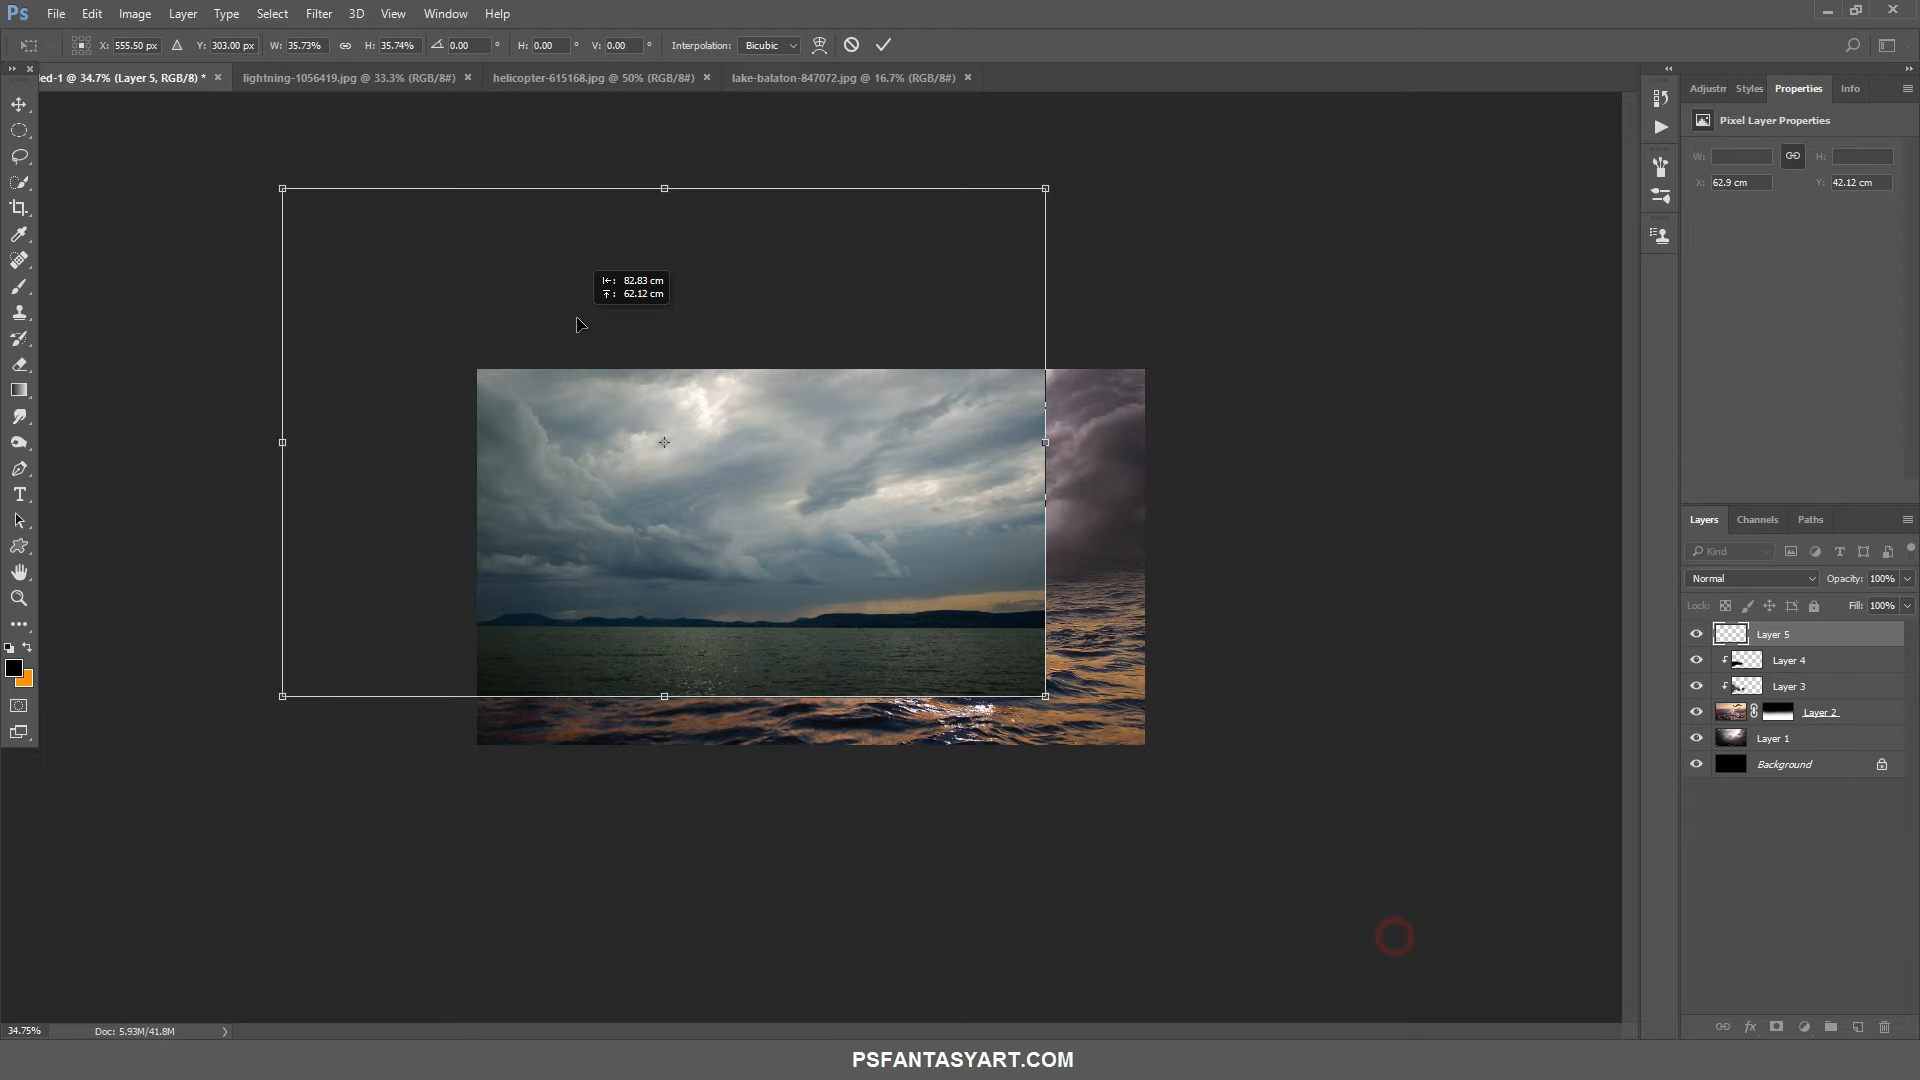 Ps File Edit Image Layer Type Select Filter 3D View Window Help
X: 555.50 px Y: 303.00 px W: 35.73% H: 35.74% 0.00 ° H: 0.00 ° V: 0.00 ° Interpolation: Bicubic
ed-1 @ 34.7% (Layer 5, RGB/8) * × lightning-1056419.jpg @ 33.3% (RGB/8#) × helicopter-615168.jpg @ 50% (RGB/8#) × lake-balaton-847072.jpg @ 16.7% (RGB/8#) ×
Adjustm Styles Properties Info
Pixel Layer Properties
W: H:
X: 62.9 cm Y: 42.12 cm
: 82.83 cm
: 62.12 cm
Layers Channels Paths
Kind
Normal Opacity: 100%
Lock: Fill: 100%
Layer 5
Layer 4
Layer 3
Layer 2
Layer 1
Background
34.75% Doc: 5.93M/41.8M
PSFANTASYART.COM